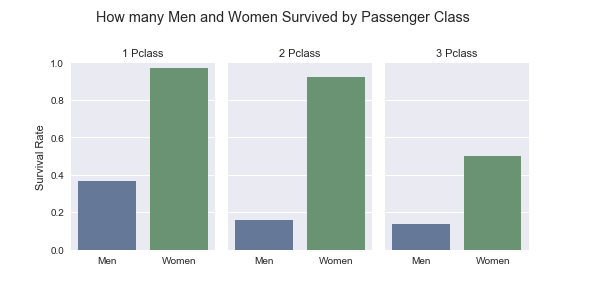 How many Men and Women Survived by Passenger Class
1 Pclass
2 Pclass
3 Pclass
Survival Rate
1.0
0.8
0.6
0.4
0.2
0.0
Men Women
Men Women
Men Women